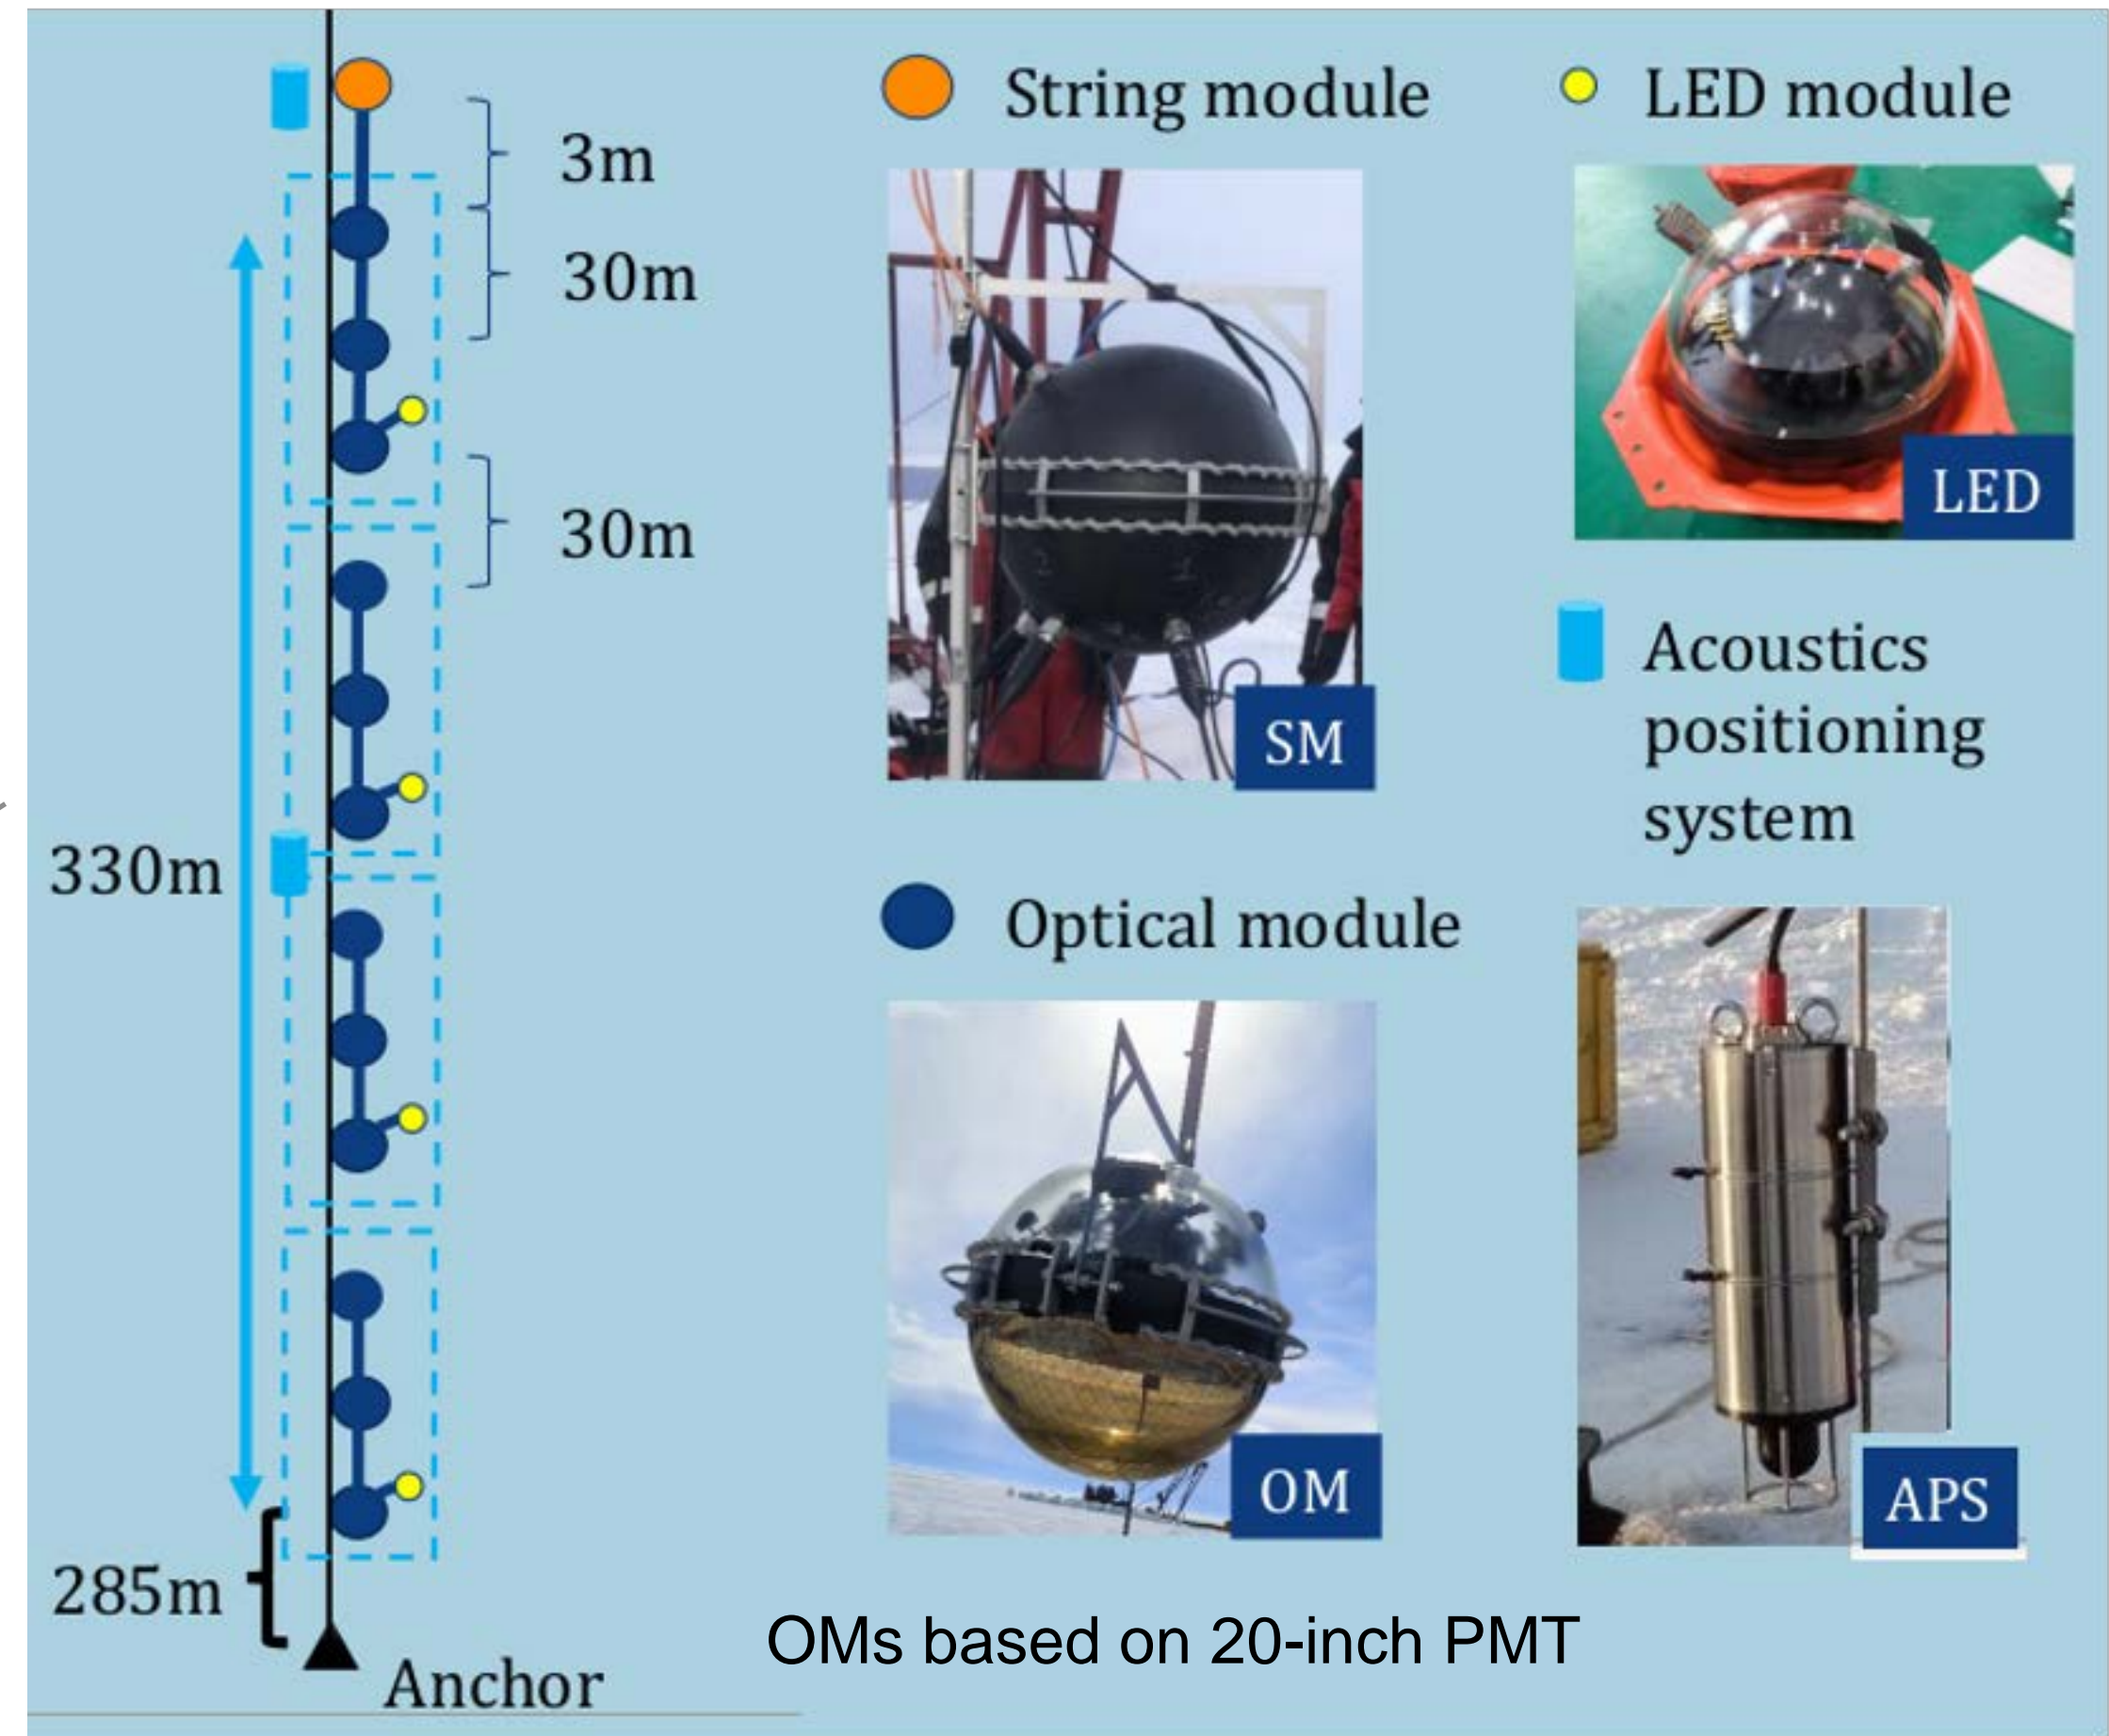 3m
30m
30m
330m
285m
Anchor
String module
SM
LED module
LED
Acoustics
positioning
system
Optical module
OM
APS
OMs based on 20-inch PMT